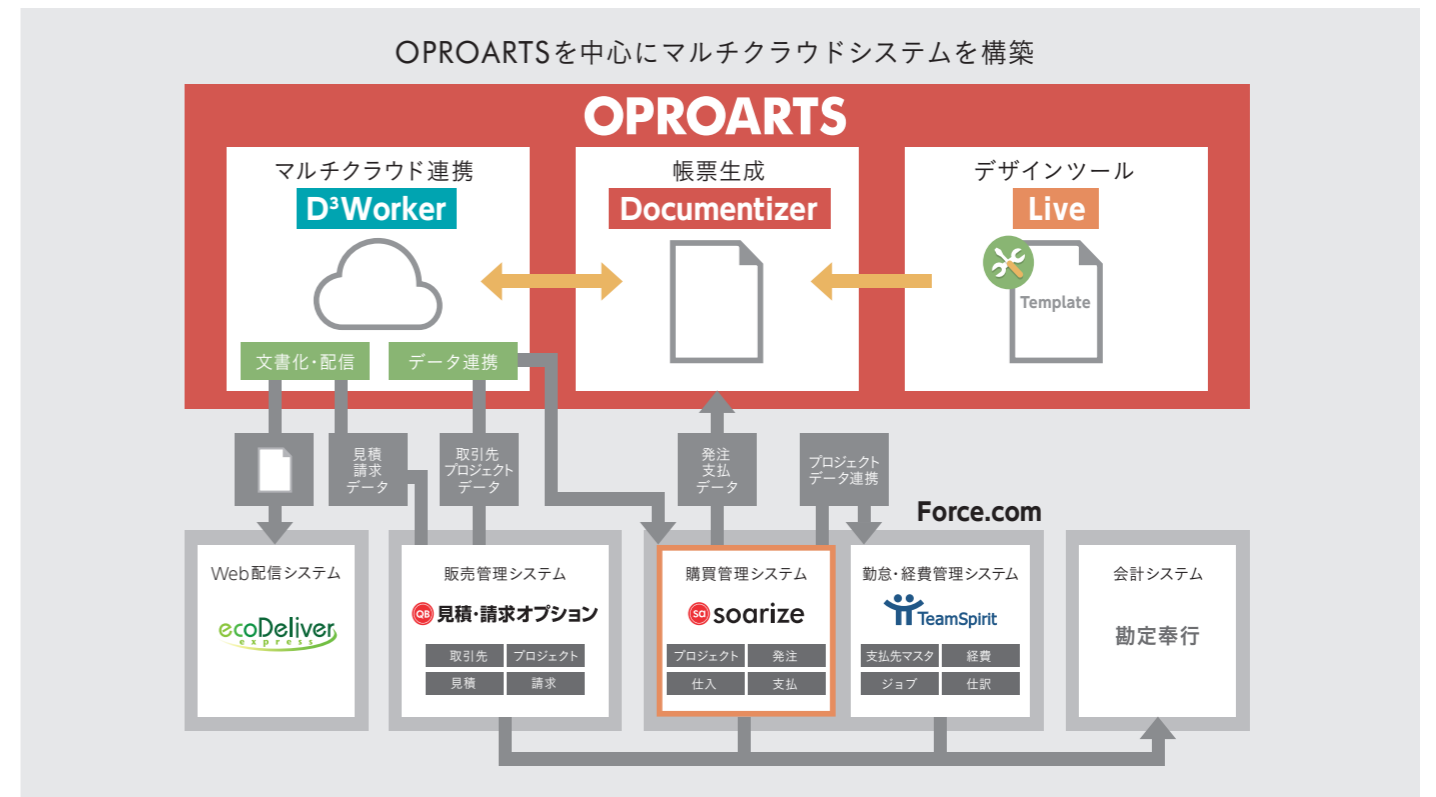 OPROARTSを中心にマルチクラウドシステムを構築
OPROARTS
マルチクラウド連携
D³Worker
文書化・配信
データ連携
帳票生成
Documentizer
デザインツール
Live
Template
見積
請求
データ
取引先
プロジェクト
データ
発注
支払
データ
プロジェクト
データ連携
Force.com
Web配信システム
ecoDeliver
express
販売管理システム
QB 見積・請求オプション
取引先 プロジェクト
見積 請求
購買管理システム
sa soarize
プロジェクト 発注
仕入 支払
勤怠・経費管理システム
TeamSpirit
支払先マスタ 経費
ジョブ 仕訳
会計システム
勘定奉行